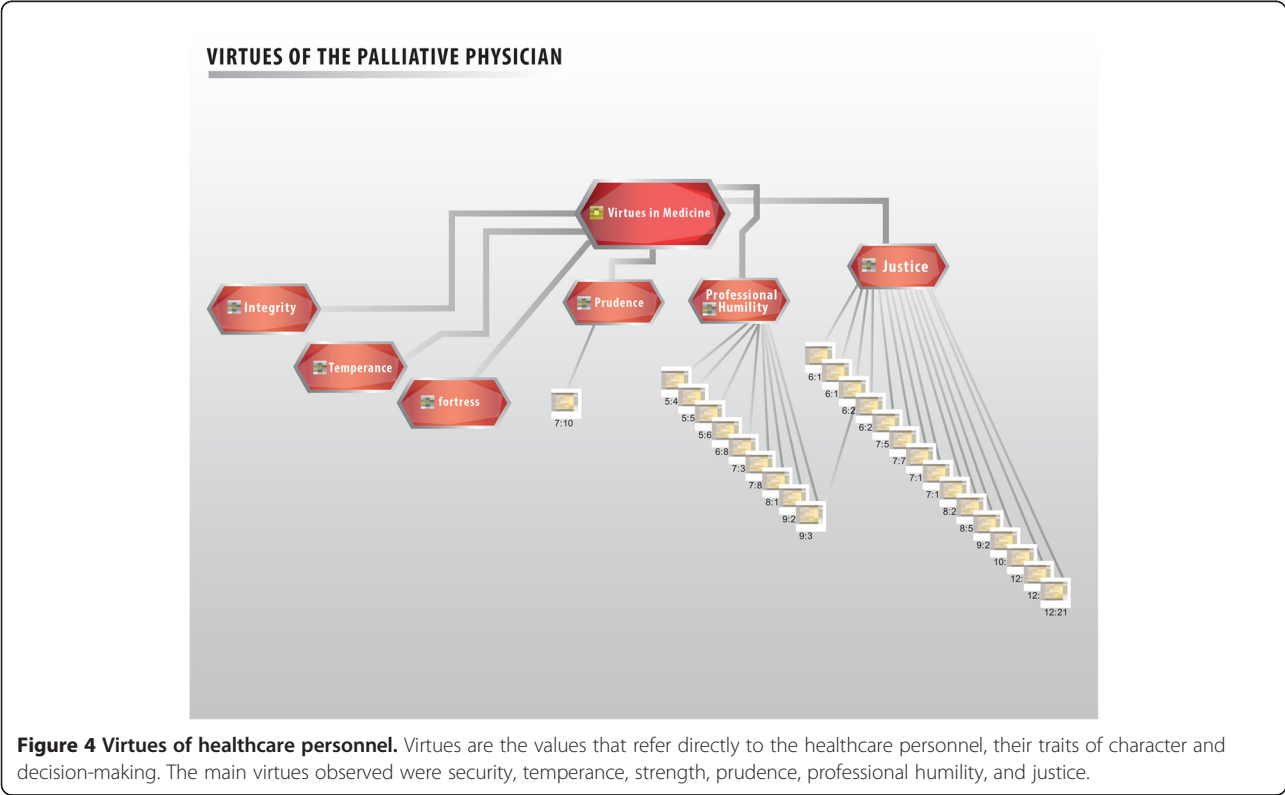 VIRTUES OF THE PALLIATIVE PHYSICIAN
Virtues in Medicine
Justice
Integrity
Prudence
Professional
Humility
Temperance
fortress
7:10
5:4
5:5
5:6
6:8
7:3
7:8
8:1
9:2
9:3
6:1
6:1
6:2
6:2
7:5
7:7
7:1
7:1
8:2
8:5
9:2
10:
12:
12:
12:21
Figure 4 Virtues of healthcare personnel. Virtues are the values that refer directly to the healthcare personnel, their traits of character and
decision-making. The main virtues observed were security, temperance, strength, prudence, professional humility, and justice.